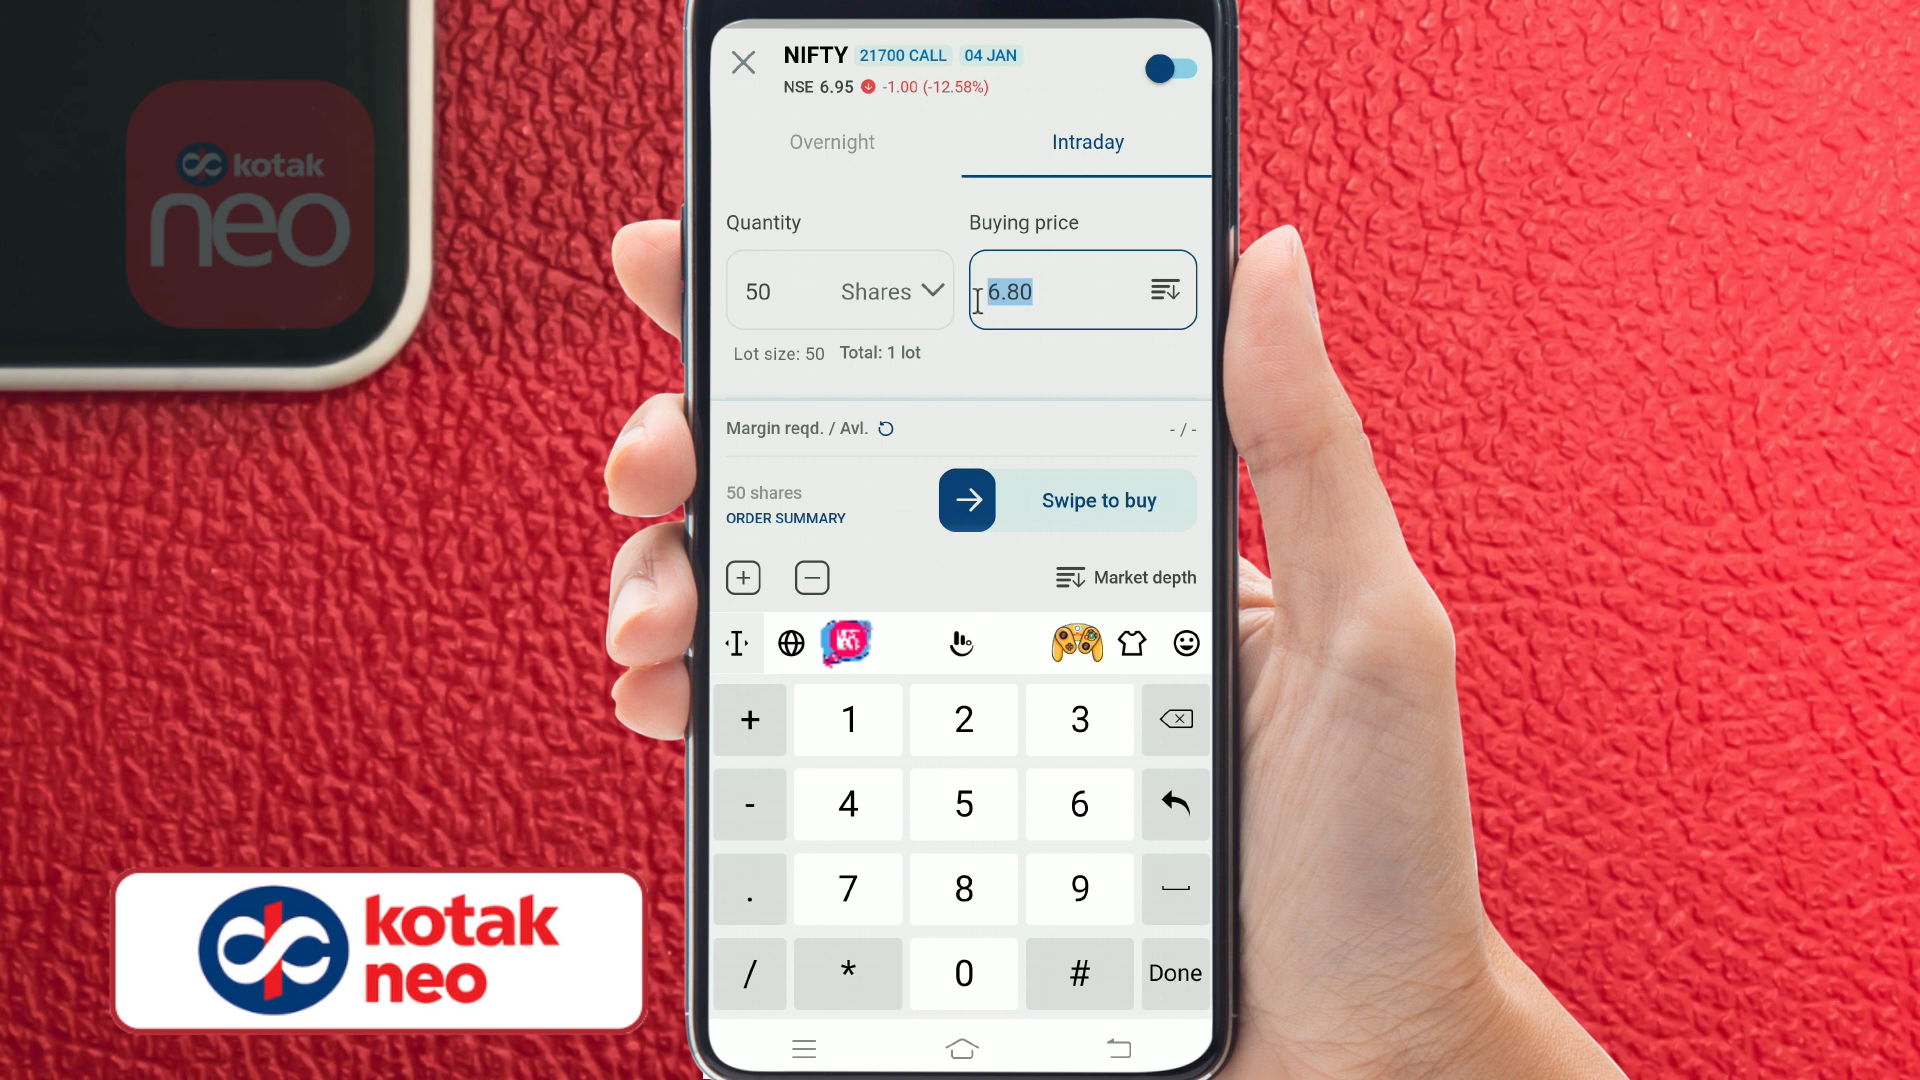 kotak
neo
NIFTY 21700 CALL 04 JAN
NSE 6.95 -1.00 (-12.58%)
Overnight Intraday
Quantity Buying price
50 Shares 6.80
Lot size: 50 Total: 1 lot
Margin reqd. / Avl. - / -
50 shares
ORDER SUMMARY
Swipe to buy
+ − Market depth
+ 1 2 3
- 4 5 6
. 7 8 9
/ * 0 # Done
kotak
neo